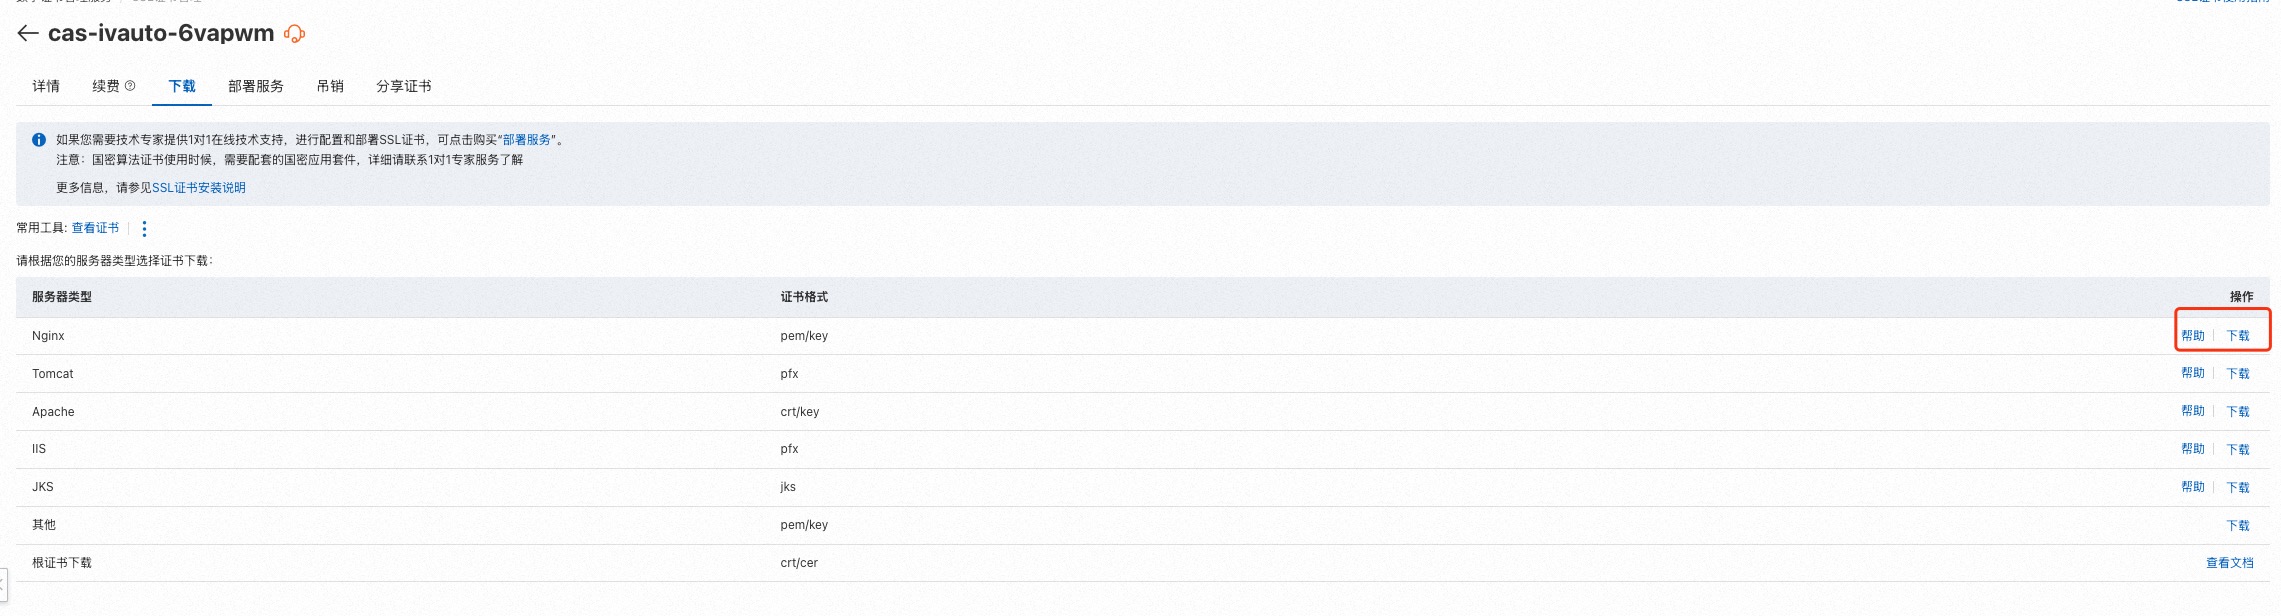 cas-ivauto-6vapwm
详情 续费 下载 部署服务 吊销 分享证书
如果您需要技术专家提供1对1在线技术支持，进行配置和部署SSL证书，可点击购买“部署服务”。
注意：国密算法证书使用时候，需要配套的国密应用套件，详细请联系1对1专家服务了解
更多信息，请参见SSL证书安装说明
常用工具: 查看证书
请根据您的服务器类型选择证书下载：
服务器类型 证书格式 操作
Nginx pem/key 帮助 下载
Tomcat pfx 帮助 下载
Apache crt/key 帮助 下载
IIS pfx 帮助 下载
JKS jks 帮助 下载
其他 pem/key 下载
根证书下载 crt/cer 查看文档